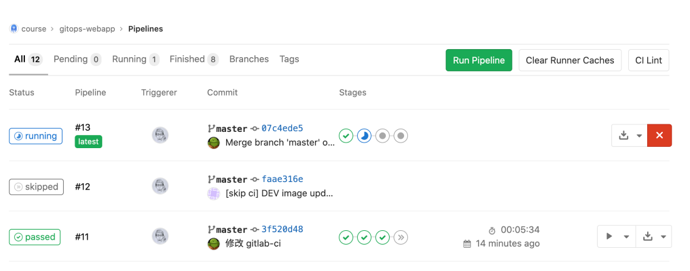 course > gitops-webapp > Pipelines
All 12 Pending 0 Running 1 Finished 8 Branches Tags Run Pipeline Clear Runner Caches CI Lint
Status Pipeline Triggerer Commit Stages
running #13 master 07c4ede5
latest Merge branch 'master' o...
skipped #12 master faae316e
[skip ci] DEV image upd...
passed #11 master 3f520d48 00:05:34
修改 gitlab-ci 14 minutes ago